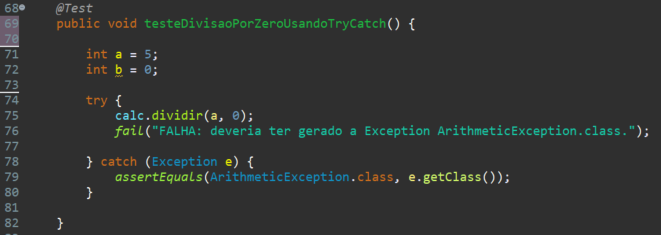 68 @Test
69 public void testeDivisaoPorZeroUsandoTryCatch() {
70
71 int a = 5;
72 int b = 0;
73
74 try {
75 calc.dividir(a, 0);
76 fail("FALHA: deveria ter gerado a Exception ArithmeticException.class.");
77
78 } catch (Exception e) {
79 assertEquals(ArithmeticException.class, e.getClass());
80 }
81
82 }